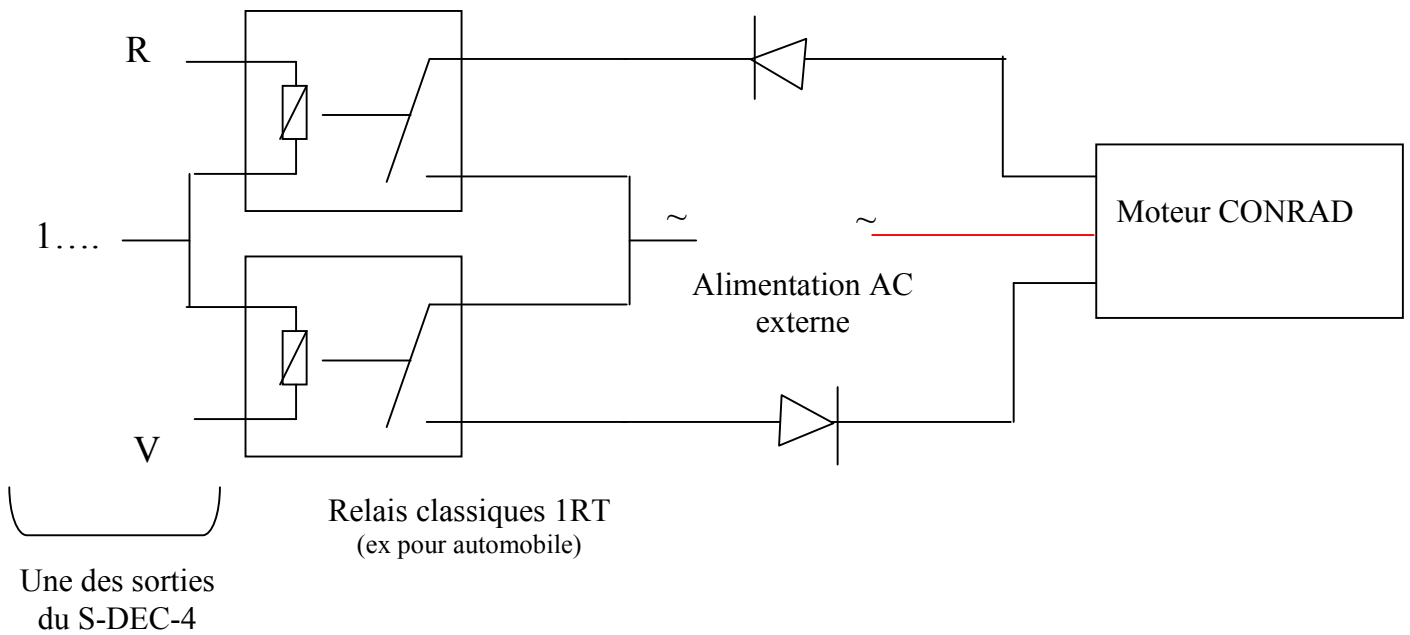 R
Moteur CONRAD
1….
~
~
Alimentation AC
externe
V
Relais classiques 1RT
(ex pour automobile)
Une des sorties
du S-DEC-4